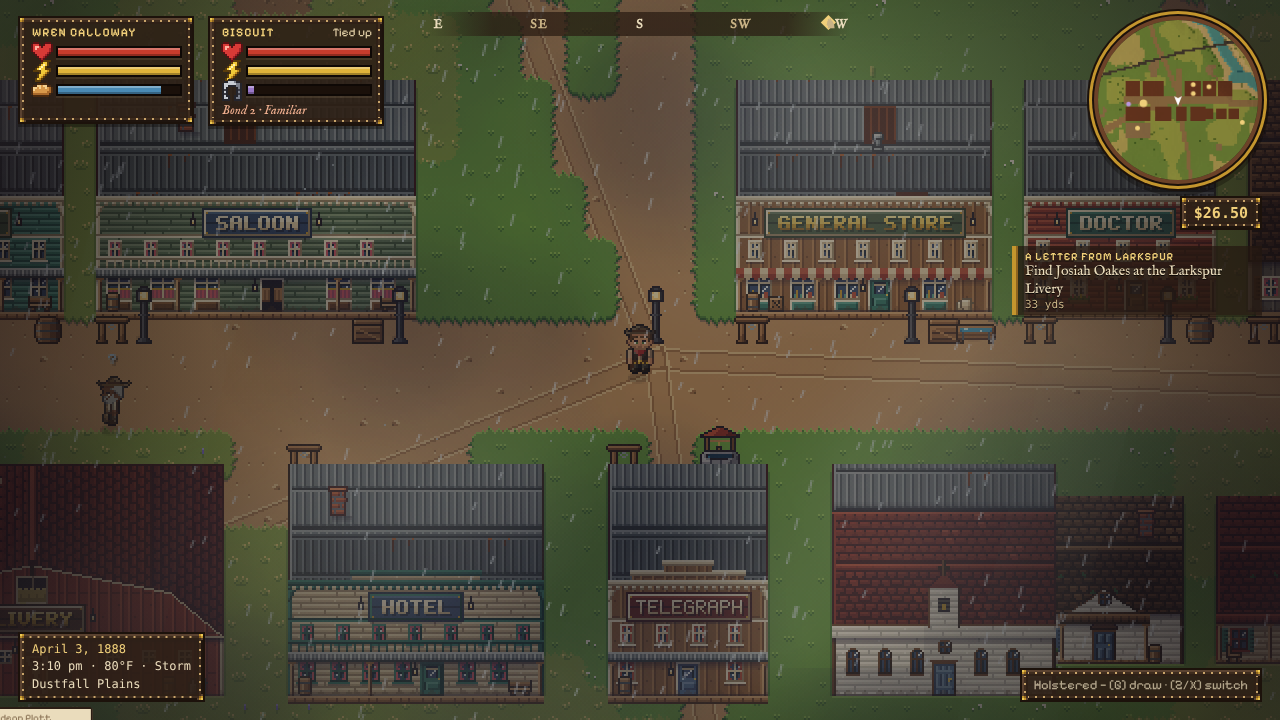 WREN CALLOWAY
BISCUIT Tied up
Bond 2 · Familiar
E SE S SW W
$26.50
A LETTER FROM LARKSPUR
Find Josiah Oakes at the Larkspur
Livery
33 yds
SALOON
GENERAL STORE
DOCTOR
?
IVERY
HOTEL
TELEGRAPH
April 3, 1888
3:10 pm · 80°F · Storm
Dustfall Plains
Holstered - (G) draw · (Z/X) switch